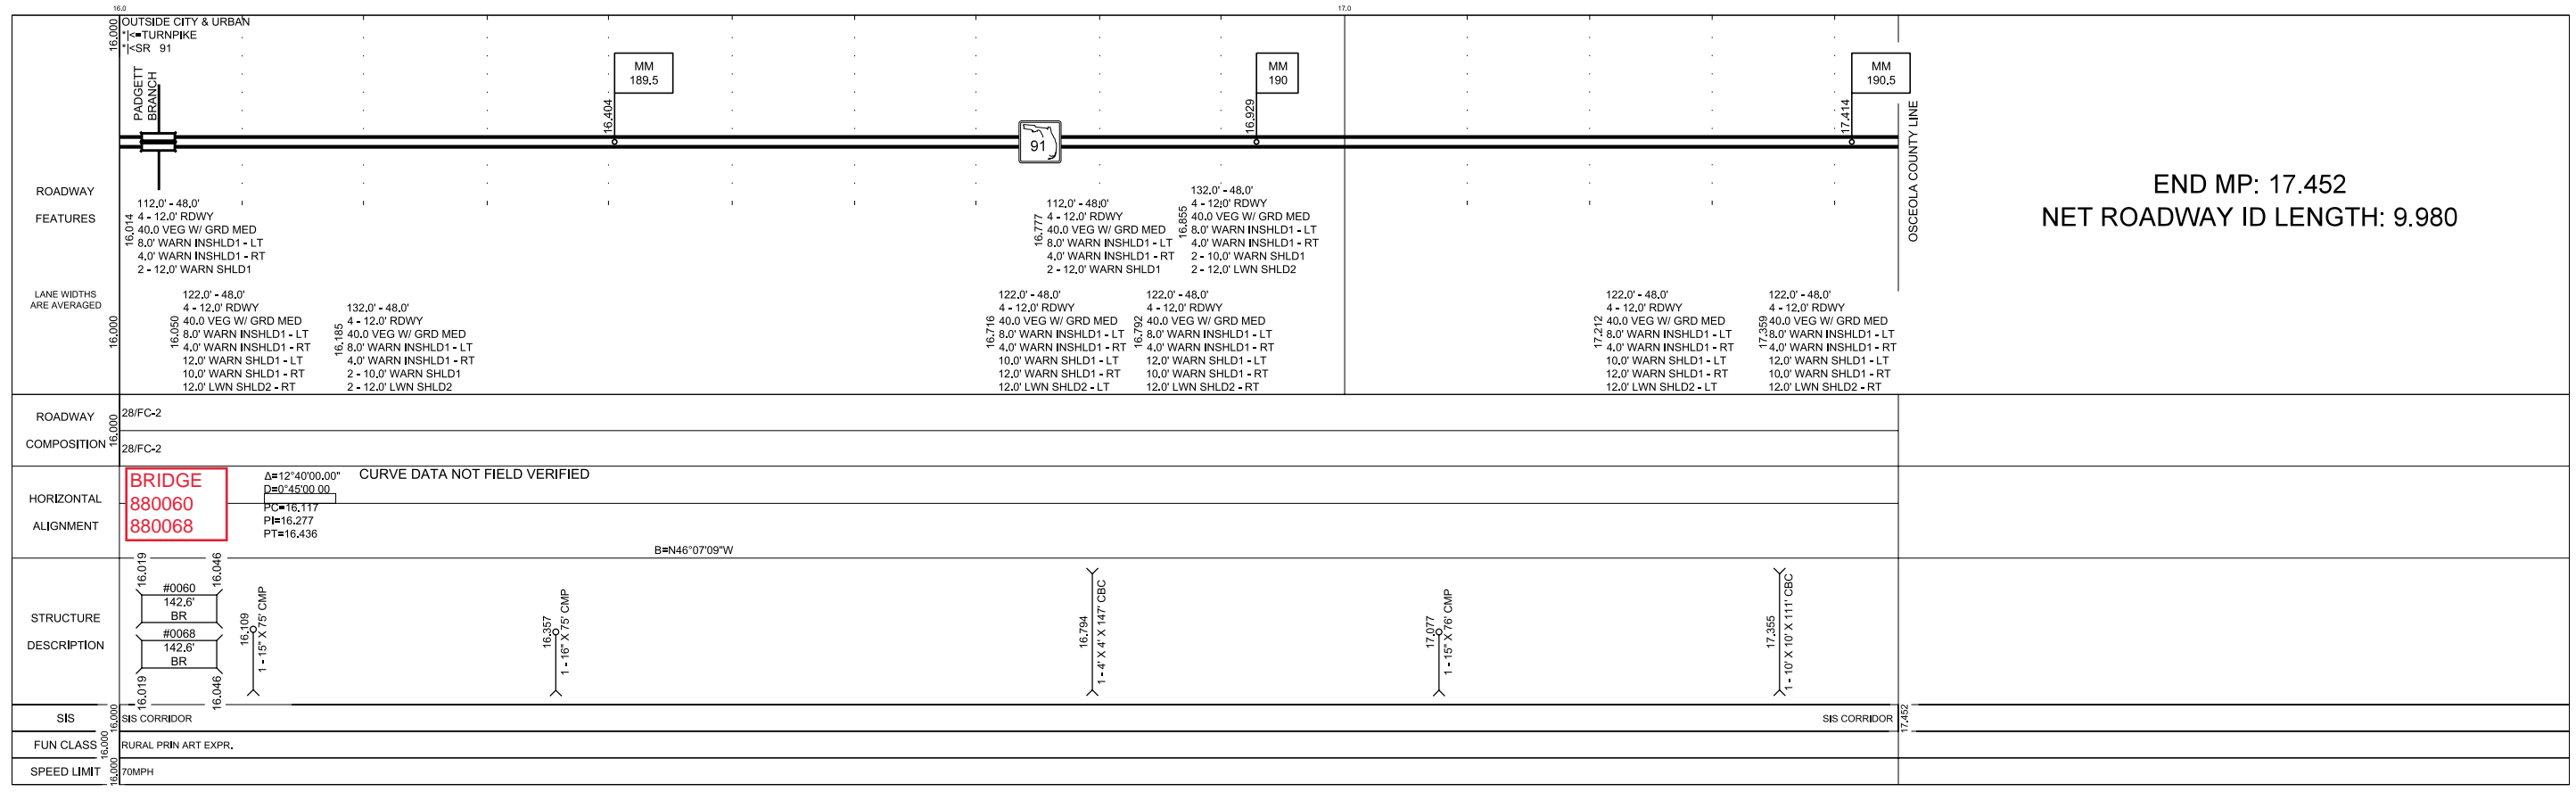 16.0
17.0
16.000
OUTSIDE CITY & URBAN
*|<=TURNPIKE
*|<SR 91
PADGETT
BRANCH
MM
189.5
16.404
91
MM
190
16.929
MM
190.5
17.414
OSCEOLA COUNTY LINE
END MP: 17.452
NET ROADWAY ID LENGTH: 9.980
ROADWAY
FEATURES
LANE WIDTHS
ARE AVERAGED
16.000
16.014
112.0' - 48.0'
4 - 12.0' RDWY
40.0 VEG W/ GRD MED
8.0' WARN INSHLD1 - LT
4.0' WARN INSHLD1 - RT
2 - 12.0' WARN SHLD1
16.777
112.0' - 48.0'
4 - 12.0' RDWY
40.0 VEG W/ GRD MED
8.0' WARN INSHLD1 - LT
4.0' WARN INSHLD1 - RT
2 - 12.0' WARN SHLD1
16.855
132.0' - 48.0'
4 - 12.0' RDWY
40.0 VEG W/ GRD MED
8.0' WARN INSHLD1 - LT
4.0' WARN INSHLD1 - RT
2 - 10.0' WARN SHLD1
2 - 12.0' LWN SHLD2
16.050
122.0' - 48.0'
4 - 12.0' RDWY
40.0 VEG W/ GRD MED
8.0' WARN INSHLD1 - LT
4.0' WARN INSHLD1 - RT
12.0' WARN SHLD1 - LT
10.0' WARN SHLD1 - RT
12.0' LWN SHLD2 - RT
16.185
132.0' - 48.0'
4 - 12.0' RDWY
40.0 VEG W/ GRD MED
8.0' WARN INSHLD1 - LT
4.0' WARN INSHLD1 - RT
2 - 10.0' WARN SHLD1
2 - 12.0' LWN SHLD2
16.716
122.0' - 48.0'
4 - 12.0' RDWY
40.0 VEG W/ GRD MED
8.0' WARN INSHLD1 - LT
4.0' WARN INSHLD1 - RT
10.0' WARN SHLD1 - LT
12.0' WARN SHLD1 - RT
12.0' LWN SHLD2 - LT
16.792
122.0' - 48.0'
4 - 12.0' RDWY
40.0 VEG W/ GRD MED
8.0' WARN INSHLD1 - LT
4.0' WARN INSHLD1 - RT
12.0' WARN SHLD1 - LT
10.0' WARN SHLD1 - RT
12.0' LWN SHLD2 - RT
17.212
122.0' - 48.0'
4 - 12.0' RDWY
40.0 VEG W/ GRD MED
8.0' WARN INSHLD1 - LT
4.0' WARN INSHLD1 - RT
10.0' WARN SHLD1 - LT
12.0' WARN SHLD1 - RT
12.0' LWN SHLD2 - LT
17.359
122.0' - 48.0'
4 - 12.0' RDWY
40.0 VEG W/ GRD MED
8.0' WARN INSHLD1 - LT
4.0' WARN INSHLD1 - RT
12.0' WARN SHLD1 - LT
10.0' WARN SHLD1 - RT
12.0' LWN SHLD2 - RT
ROADWAY
COMPOSITION
16.000
28/FC-2
28/FC-2
HORIZONTAL
ALIGNMENT
BRIDGE
880060
880068
Δ=12°40'00.00"
D=0°45'00.00
PC=16.117
PI=16.277
PT=16.436
CURVE DATA NOT FIELD VERIFIED
B=N46°07'09"W
STRUCTURE
DESCRIPTION
16.019
16.046
#0060
142.6'
BR
#0068
142.6'
BR
16.019
16.046
16.109
1 - 15" X 75' CMP
16.357
1 - 16" X 75' CMP
16.794
1 - 4' X 4' X 147' CBC
17.077
1 - 15" X 76' CMP
17.355
1 - 10' X 10' X 111' CBC
SIS
16.000
SIS CORRIDOR
SIS CORRIDOR
17.452
FUN CLASS
16.000
RURAL PRIN ART EXPR.
SPEED LIMIT
16.000
70MPH